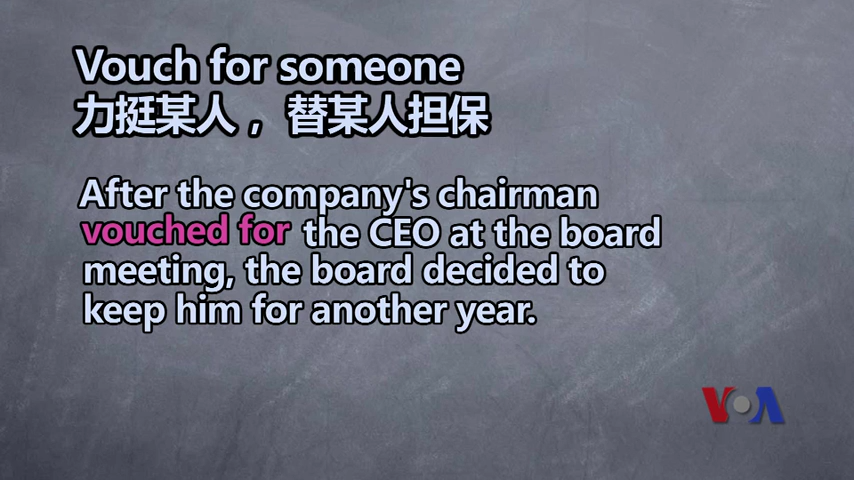 Vouch for someone
力挺某人，替某人担保
After the company's chairman
vouched for the CEO at the board
meeting, the board decided to
keep him for another year.
VOA